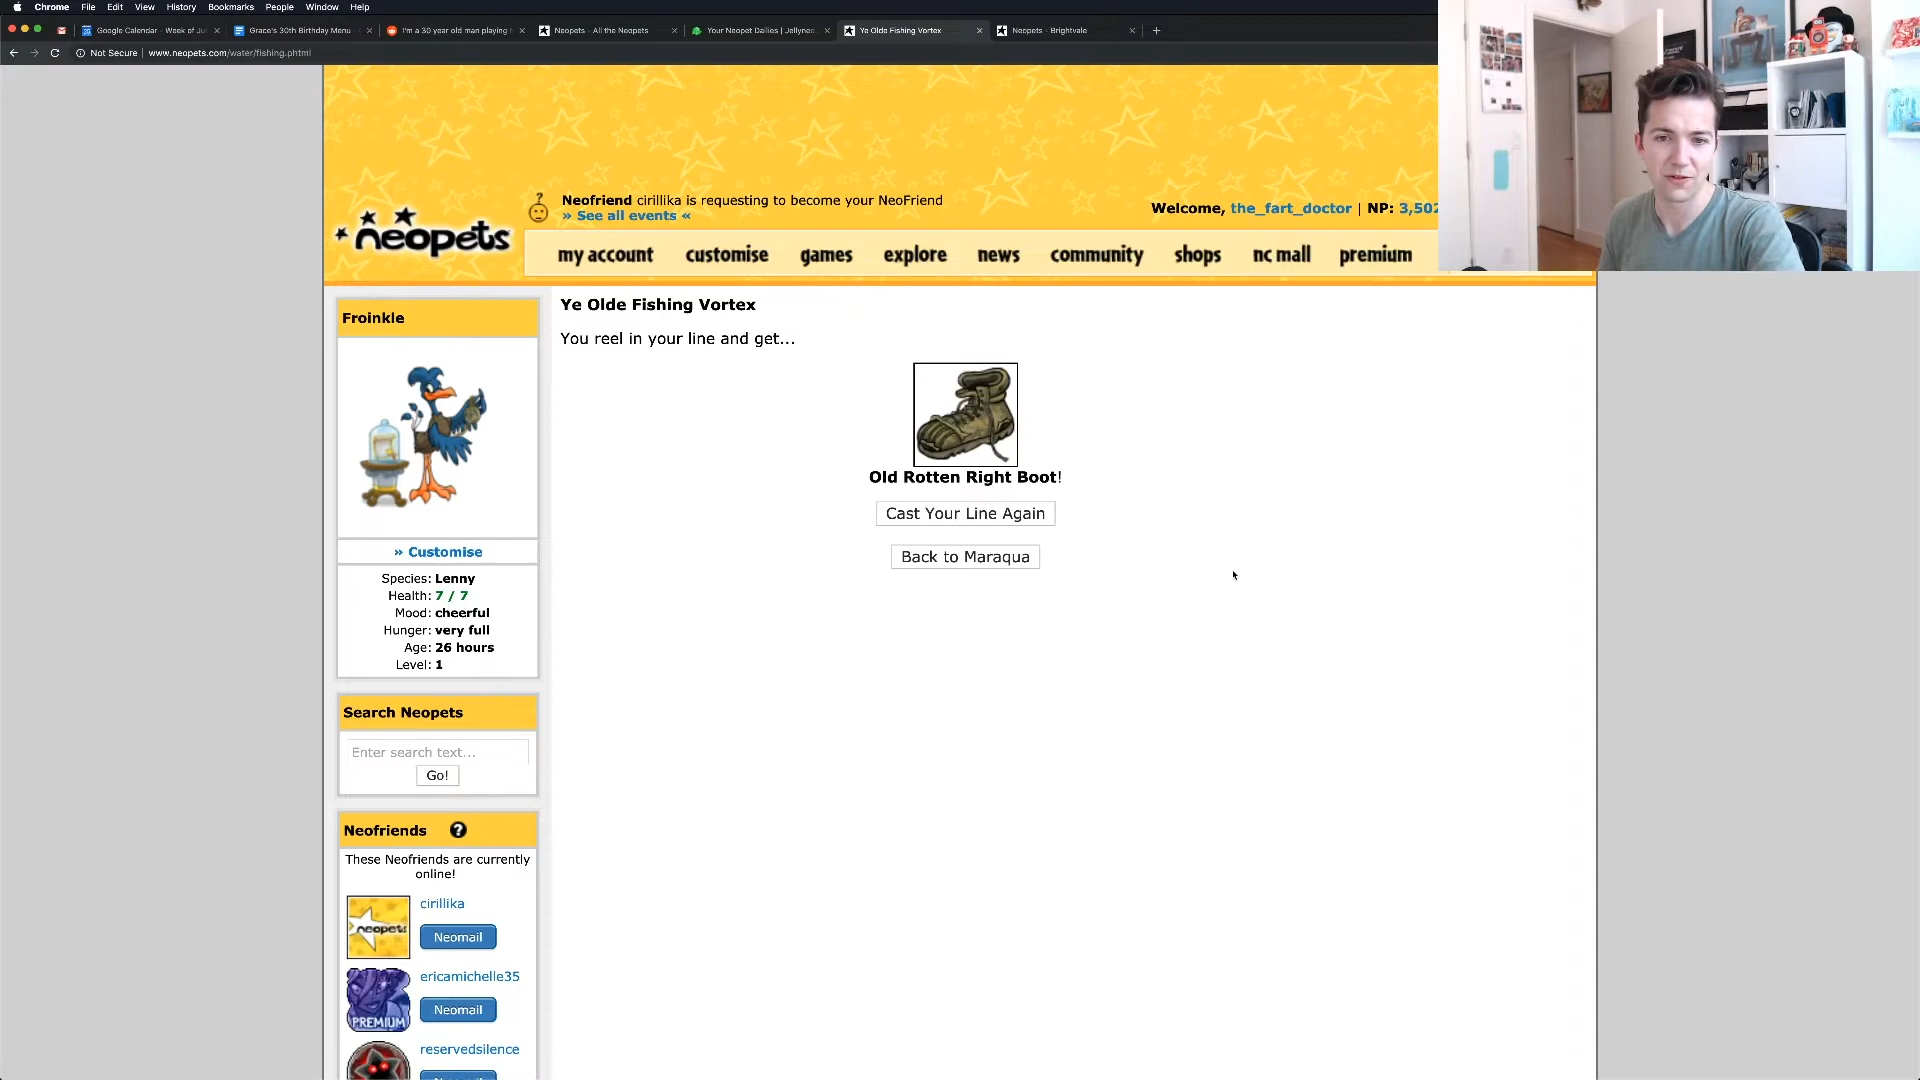 Chrome File Edit View History Bookmarks People Window Help
Google Calendar - Week of Ju
Grace's 30th Birthday Menu
I'm a 30 year old man playing
Neopets - All the Neopets
Your Neopet Dailies | Jellyneo
Ye Olde Fishing Vortex
Neopets - Brightvale
Not Secure | www.neopets.com/water/fishing.phtml
Neofriend cirillika is requesting to become your NeoFriend
» See all events «
Welcome, the_fart_doctor | NP: 3,502
neopets
my account customise games explore news community shops nc mall premium
Froinkle
» Customise
Species: Lenny
Health: 7 / 7
Mood: cheerful
Hunger: very full
Age: 26 hours
Level: 1
Search Neopets
Enter search text...
Go!
Neofriends ?
These Neofriends are currently
online!
neopets
cirillika
Neomail
PREMIUM
ericamichelle35
Neomail
reservedsilence
Ye Olde Fishing Vortex
You reel in your line and get...
Old Rotten Right Boot!
Cast Your Line Again
Back to Maraqua